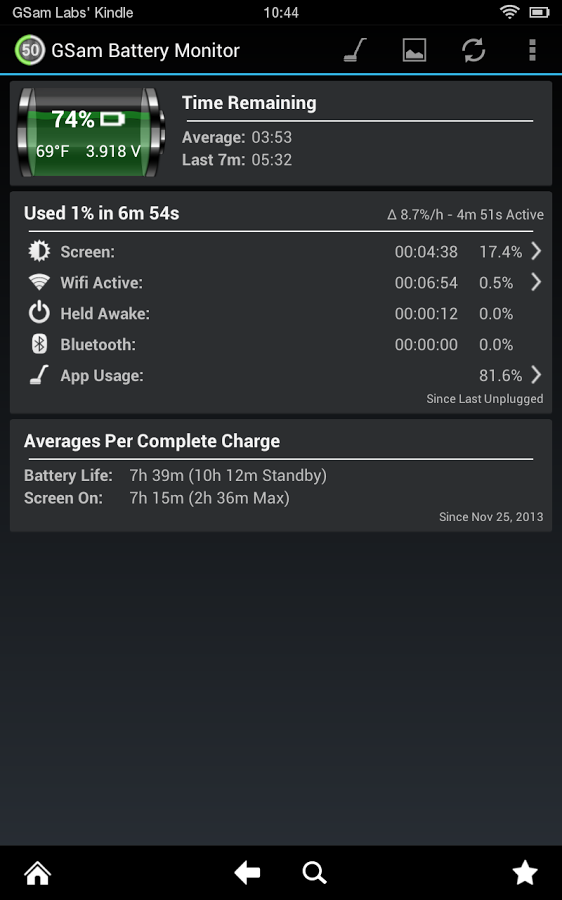 GSam Labs' Kindle 10:44
50 GSam Battery Monitor
74%
69°F 3.918 V
Time Remaining
Average: 03:53
Last 7m: 05:32
Used 1% in 6m 54s Δ 8.7%/h - 4m 51s Active
Screen: 00:04:38 17.4%
Wifi Active: 00:06:54 0.5%
Held Awake: 00:00:12 0.0%
Bluetooth: 00:00:00 0.0%
App Usage: 81.6%
Since Last Unplugged
Averages Per Complete Charge
Battery Life: 7h 39m (10h 12m Standby)
Screen On: 7h 15m (2h 36m Max)
Since Nov 25, 2013